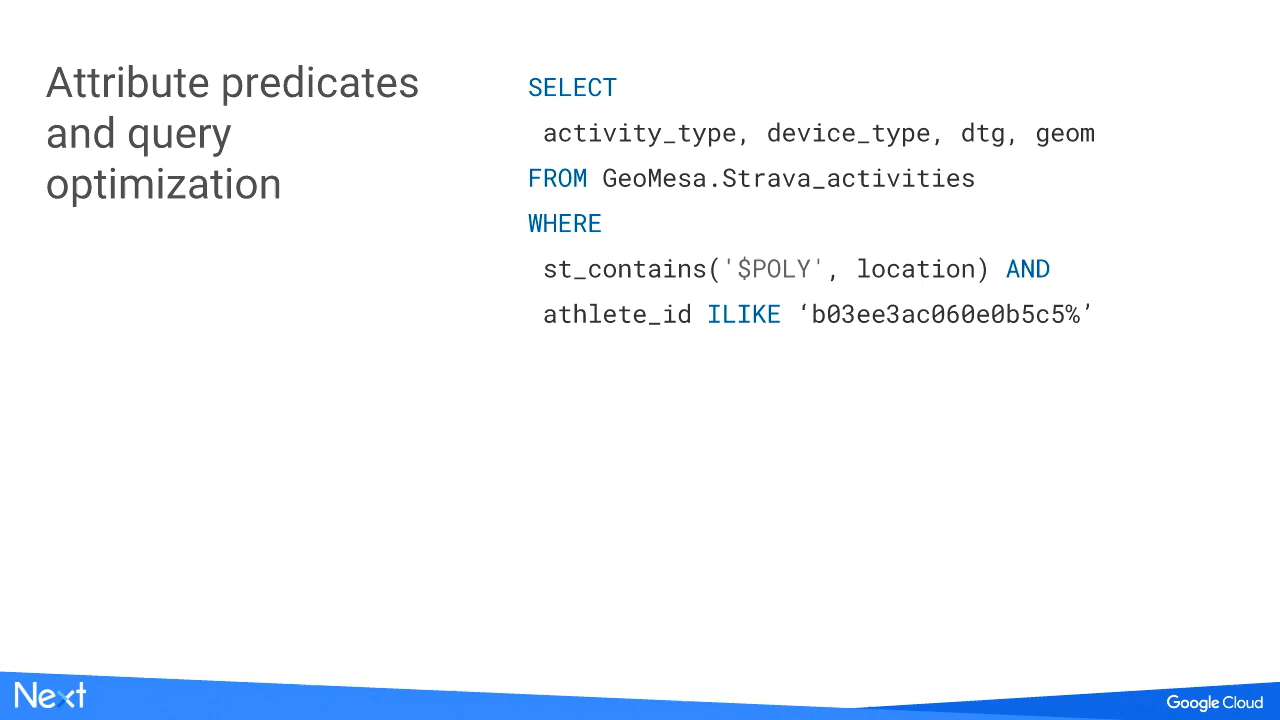 Attribute predicates
and query
optimization
SELECT
activity_type, device_type, dtg, geom
FROM GeoMesa.Strava_activities
WHERE
st_contains('$POLY', location) AND
athlete_id ILIKE ‘b03ee3ac060e0b5c5%’
Next
Google Cloud